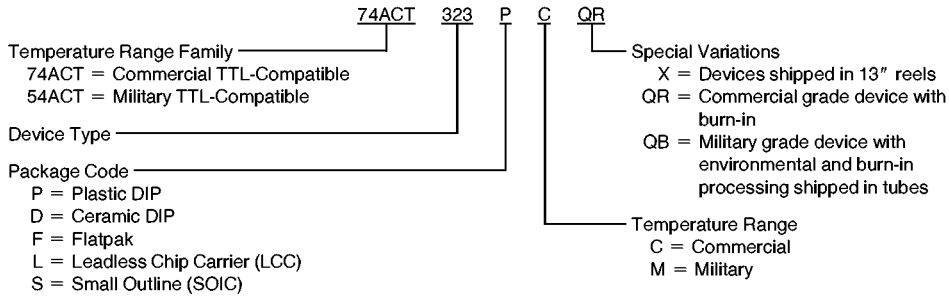 74ACT 323 P C QR
Temperature Range Family
74ACT = Commercial TTL-Compatible
54ACT = Military TTL-Compatible
Device Type
Package Code
P = Plastic DIP
D = Ceramic DIP
F = Flatpak
L = Leadless Chip Carrier (LCC)
S = Small Outline (SOIC)
Special Variations
X = Devices shipped in 13″ reels
QR = Commercial grade device with
burn-in
QB = Military grade device with
environmental and burn-in
processing shipped in tubes
Temperature Range
C = Commercial
M = Military